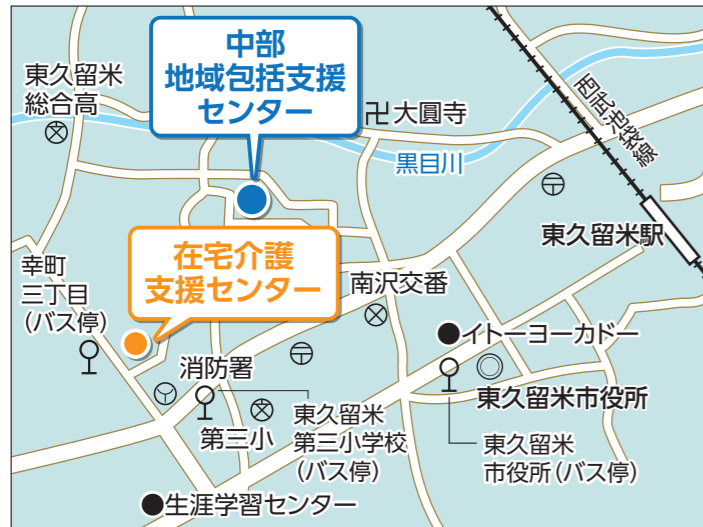 中部
地域包括支援
センター
東久留米
総合高
卍大圓寺
西武池袋線
黒目川
東久留米駅
在宅介護
支援センター
幸町
三丁目
(バス停)
南沢交番
イトーヨーカドー
消防署
東久留米市役所
東久留米
第三小学校
(バス停)
第三小
東久留米
市役所(バス停)
生涯学習センター